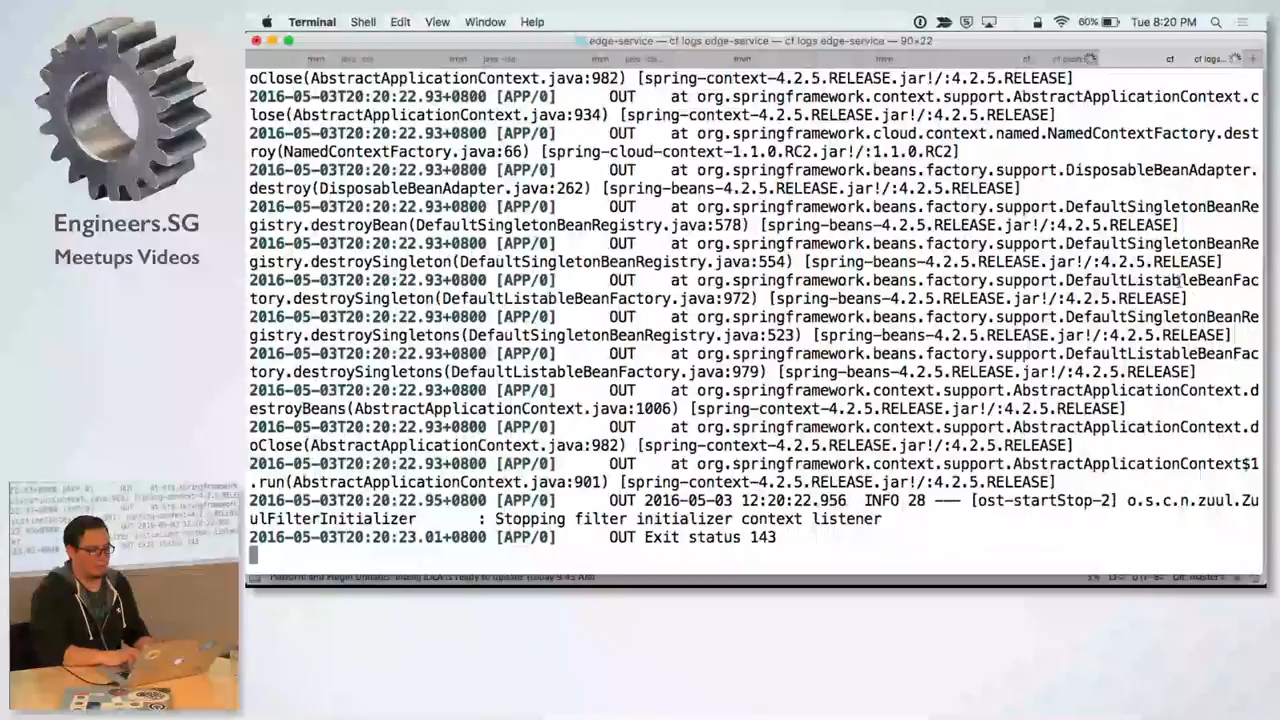 Terminal Shell Edit View Window Help 60% Tue 8:20 PM
edge-service — cf logs edge-service — cf logs edge-service — 90×22
oClose(AbstractApplicationContext.java:982) [spring-context-4.2.5.RELEASE.jar!/:4.2.5.RELEASE]
2016-05-03T20:20:22.93+0800 [APP/0]      OUT    at org.springframework.context.support.AbstractApplicationContext.c
lose(AbstractApplicationContext.java:934) [spring-context-4.2.5.RELEASE.jar!/:4.2.5.RELEASE]
2016-05-03T20:20:22.93+0800 [APP/0]      OUT    at org.springframework.cloud.context.named.NamedContextFactory.dest
roy(NamedContextFactory.java:66) [spring-cloud-context-1.1.0.RC2.jar!/:1.1.0.RC2]
2016-05-03T20:20:22.93+0800 [APP/0]      OUT    at org.springframework.beans.factory.support.DisposableBeanAdapter.
destroy(DisposableBeanAdapter.java:262) [spring-beans-4.2.5.RELEASE.jar!/:4.2.5.RELEASE]
2016-05-03T20:20:22.93+0800 [APP/0]      OUT    at org.springframework.beans.factory.support.DefaultSingletonBeanRe
gistry.destroyBean(DefaultSingletonBeanRegistry.java:578) [spring-beans-4.2.5.RELEASE.jar!/:4.2.5.RELEASE]
2016-05-03T20:20:22.93+0800 [APP/0]      OUT    at org.springframework.beans.factory.support.DefaultSingletonBeanRe
gistry.destroySingleton(DefaultSingletonBeanRegistry.java:554) [spring-beans-4.2.5.RELEASE.jar!/:4.2.5.RELEASE]
2016-05-03T20:20:22.93+0800 [APP/0]      OUT    at org.springframework.beans.factory.support.DefaultListableBeanFac
tory.destroySingleton(DefaultListableBeanFactory.java:972) [spring-beans-4.2.5.RELEASE.jar!/:4.2.5.RELEASE]
2016-05-03T20:20:22.93+0800 [APP/0]      OUT    at org.springframework.beans.factory.support.DefaultSingletonBeanRe
gistry.destroySingletons(DefaultSingletonBeanRegistry.java:523) [spring-beans-4.2.5.RELEASE.jar!/:4.2.5.RELEASE]
2016-05-03T20:20:22.93+0800 [APP/0]      OUT    at org.springframework.beans.factory.support.DefaultListableBeanFac
tory.destroySingletons(DefaultListableBeanFactory.java:979) [spring-beans-4.2.5.RELEASE.jar!/:4.2.5.RELEASE]
2016-05-03T20:20:22.93+0800 [APP/0]      OUT    at org.springframework.context.support.AbstractApplicationContext.d
estroyBeans(AbstractApplicationContext.java:1006) [spring-context-4.2.5.RELEASE.jar!/:4.2.5.RELEASE]
2016-05-03T20:20:22.93+0800 [APP/0]      OUT    at org.springframework.context.support.AbstractApplicationContext.d
oClose(AbstractApplicationContext.java:982) [spring-context-4.2.5.RELEASE.jar!/:4.2.5.RELEASE]
2016-05-03T20:20:22.93+0800 [APP/0]      OUT    at org.springframework.context.support.AbstractApplicationContext$1
.run(AbstractApplicationContext.java:901) [spring-context-4.2.5.RELEASE.jar!/:4.2.5.RELEASE]
2016-05-03T20:20:22.95+0800 [APP/0]      OUT 2016-05-03 12:20:22.956  INFO 28 --- [ost-startStop-2] o.s.c.n.zuul.Zu
ulFilterInitializer       : Stopping filter initializer context listener
2016-05-03T20:20:23.01+0800 [APP/0]      OUT Exit status 143
Engineers.SG
Meetups Videos